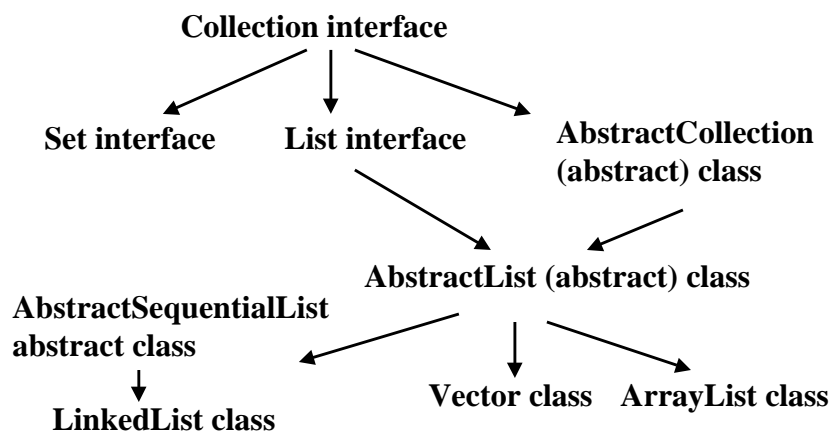 Collection interface
Set interface
List interface
AbstractCollection
(abstract) class
AbstractList (abstract) class
AbstractSequentialList
abstract class
Vector class
ArrayList class
LinkedList class